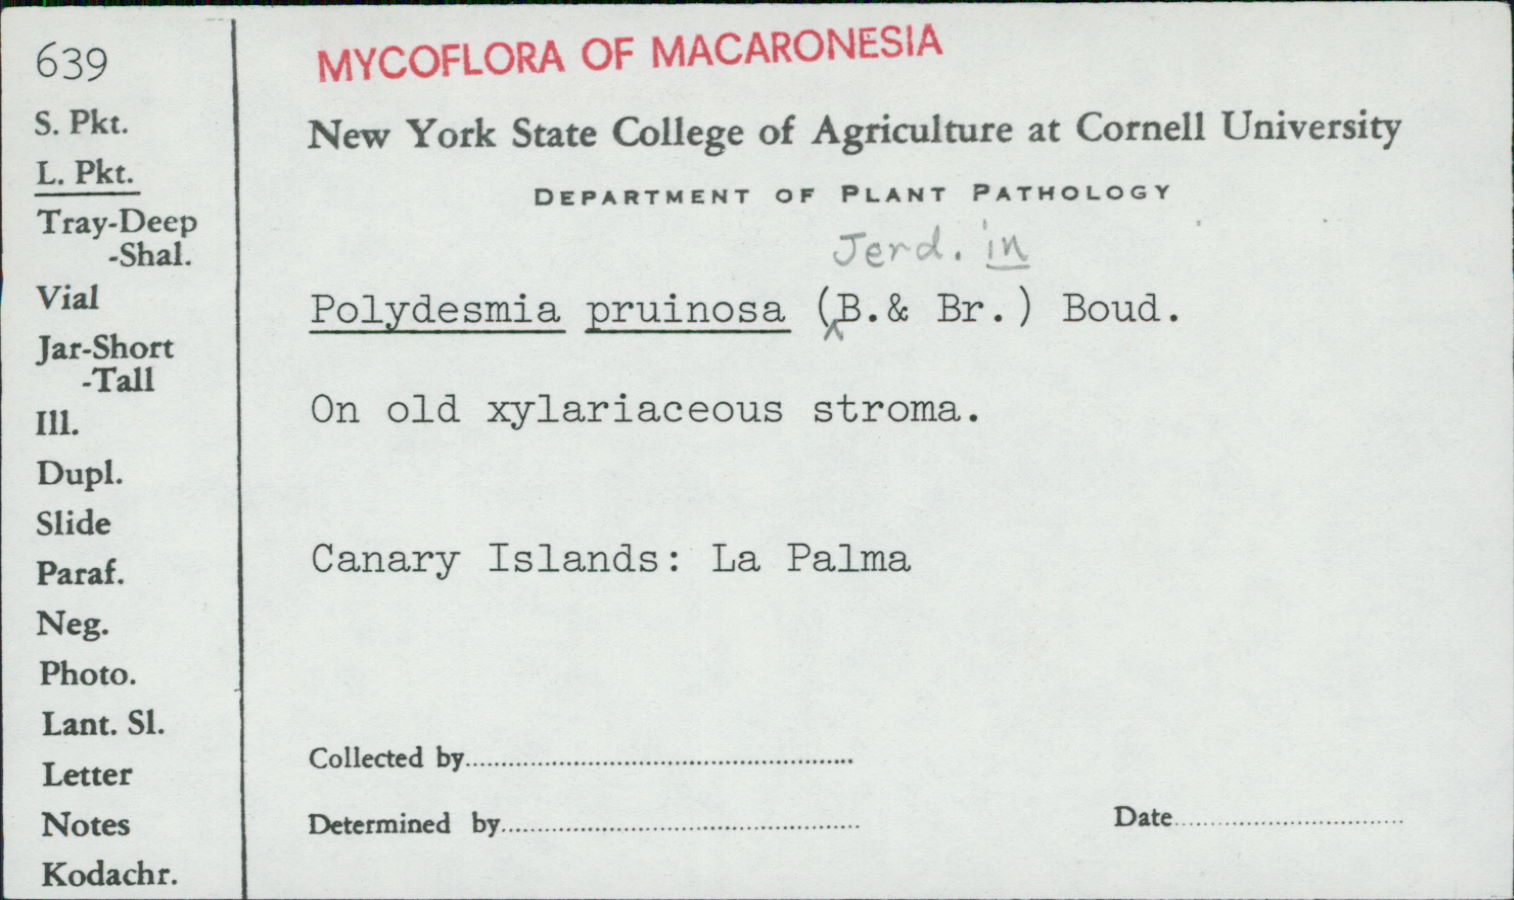 639
S. Pkt.
L. Pkt.
Tray-Deep
-Shal.
Vial
Jar-Short
-Tall
Ill.
Dupl.
Slide
Paraf.
Neg.
Photo.
Lant. Sl.
Letter
Notes
Kodachr.
MYCOFLORA OF MACARONESIA
New York State College of Agriculture at Cornell University
DEPARTMENT OF PLANT PATHOLOGY
Jerd. in
Polydesmia pruinosa (B.& Br.) Boud.
On old xylariaceous stroma.
Canary Islands: La Palma
Collected by
Determined by
Date